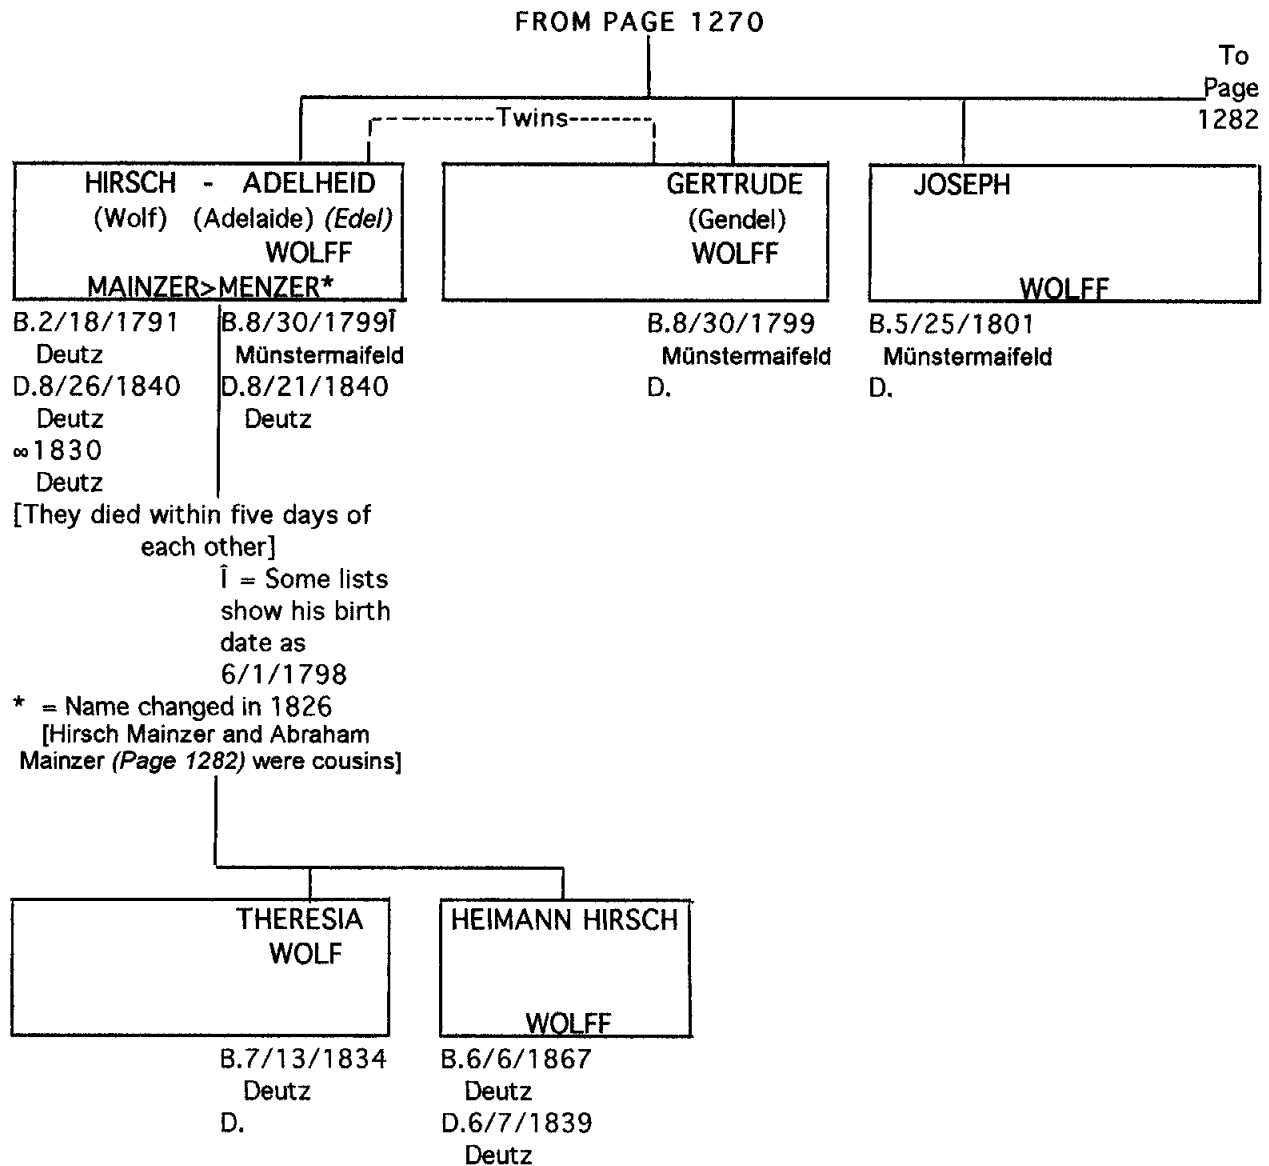 FROM PAGE 1270
To
Page
1282
Twins
HIRSCH - ADELHEID
(Wolf) (Adelaide) (Edel)
WOLFF
MAINZER>MENZER*
GERTRUDE
(Gendel)
WOLFF
JOSEPH
WOLFF
B.2/18/1791 B.8/30/1799Î
Deutz Münstermaifeld
D.8/26/1840 D.8/21/1840
Deutz Deutz
∞1830
Deutz
B.8/30/1799
Münstermaifeld
D.
B.5/25/1801
Münstermaifeld
D.
[They died within five days of
each other]
Î = Some lists
show his birth
date as
6/1/1798
* = Name changed in 1826
[Hirsch Mainzer and Abraham
Mainzer (Page 1282) were cousins]
THERESIA
WOLF
HEIMANN HIRSCH
WOLFF
B.7/13/1834
Deutz
D.
B.6/6/1867
Deutz
D.6/7/1839
Deutz